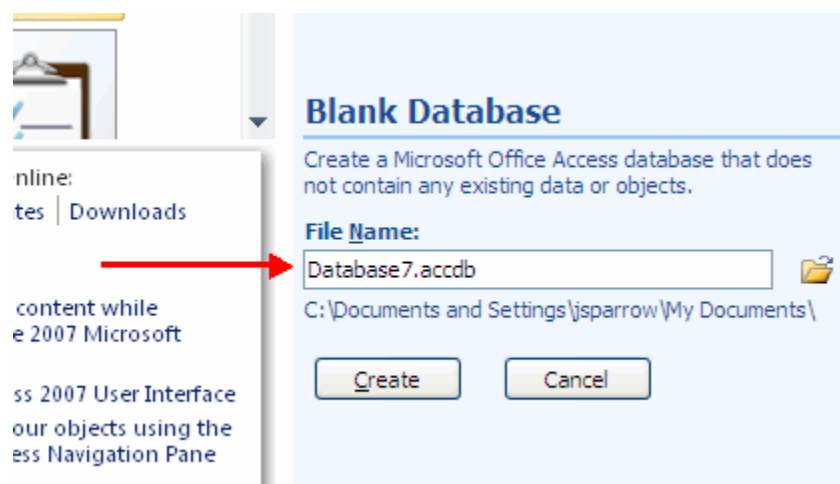 Blank Database
Create a Microsoft Office Access database that does
not contain any existing data or objects.
File Name:
Database7.accdb
C:\Documents and Settings\jsparrow\My Documents\
Create Cancel
nline:
tes | Downloads
content while
e 2007 Microsoft
ss 2007 User Interface
our objects using the
ess Navigation Pane